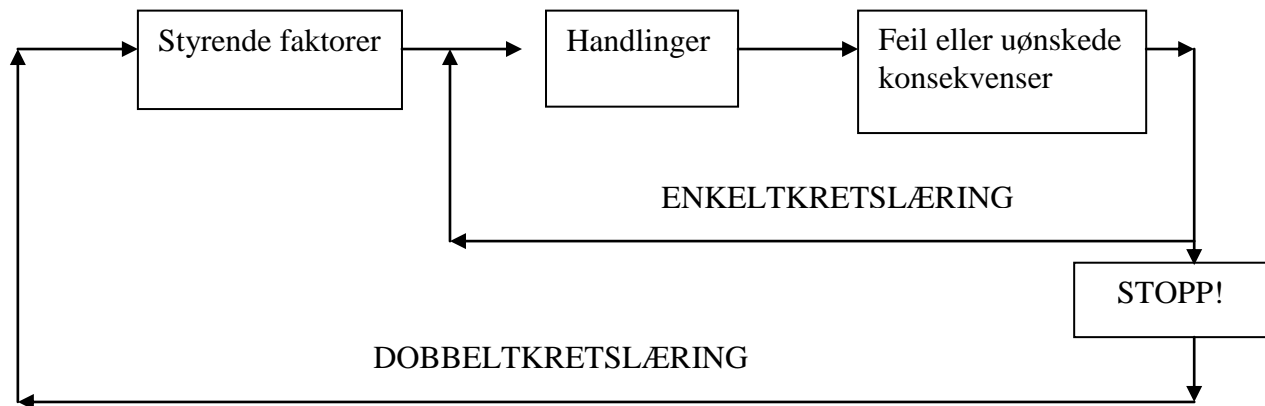 Styrende faktorer
Handlinger
Feil eller uønskede
konsekvenser
ENKELTKRETSLÆRING
STOPP!
DOBBELTKRETSLÆRING